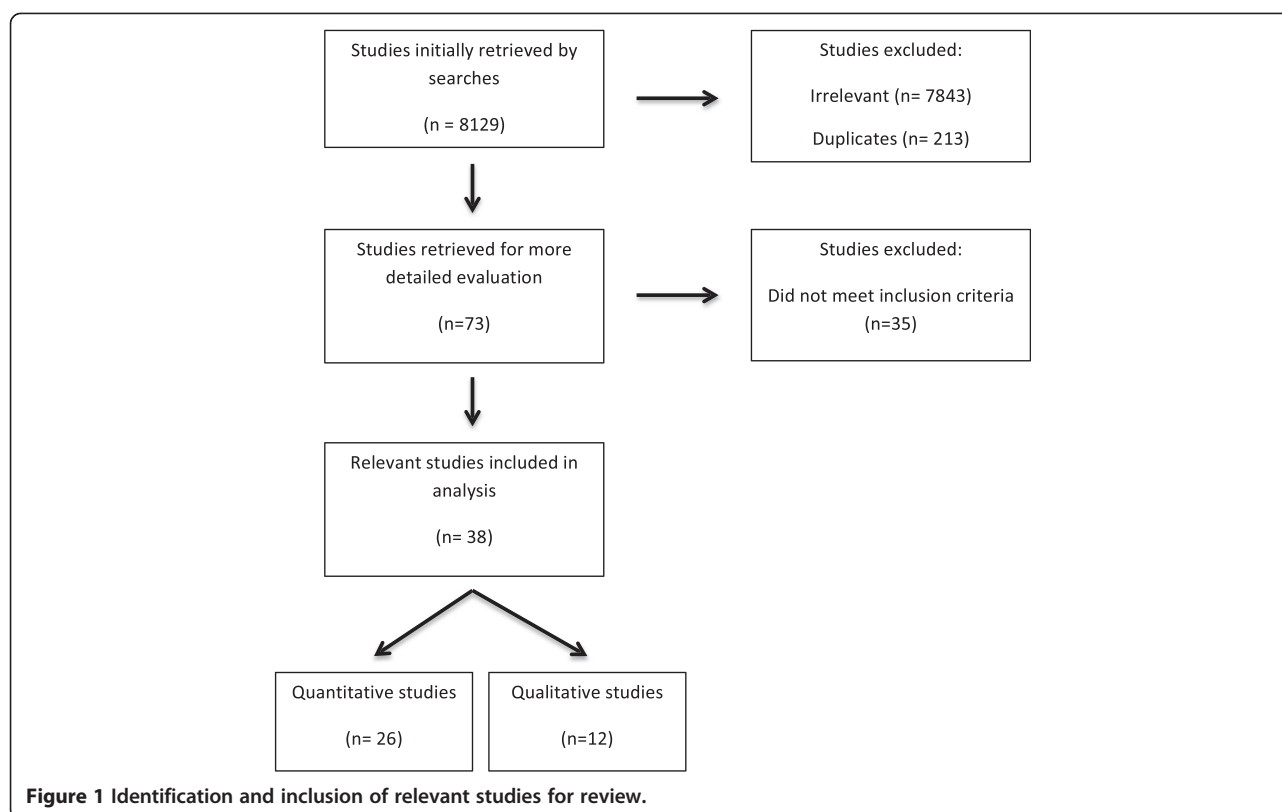 Studies initially retrieved by
searches
(n = 8129)
Studies excluded:
Irrelevant (n= 7843)
Duplicates (n= 213)
Studies retrieved for more
detailed evaluation
(n=73)
Studies excluded:
Did not meet inclusion criteria
(n=35)
Relevant studies included in
analysis
(n= 38)
Quantitative studies
(n= 26)
Qualitative studies
(n=12)
Figure 1 Identification and inclusion of relevant studies for review.